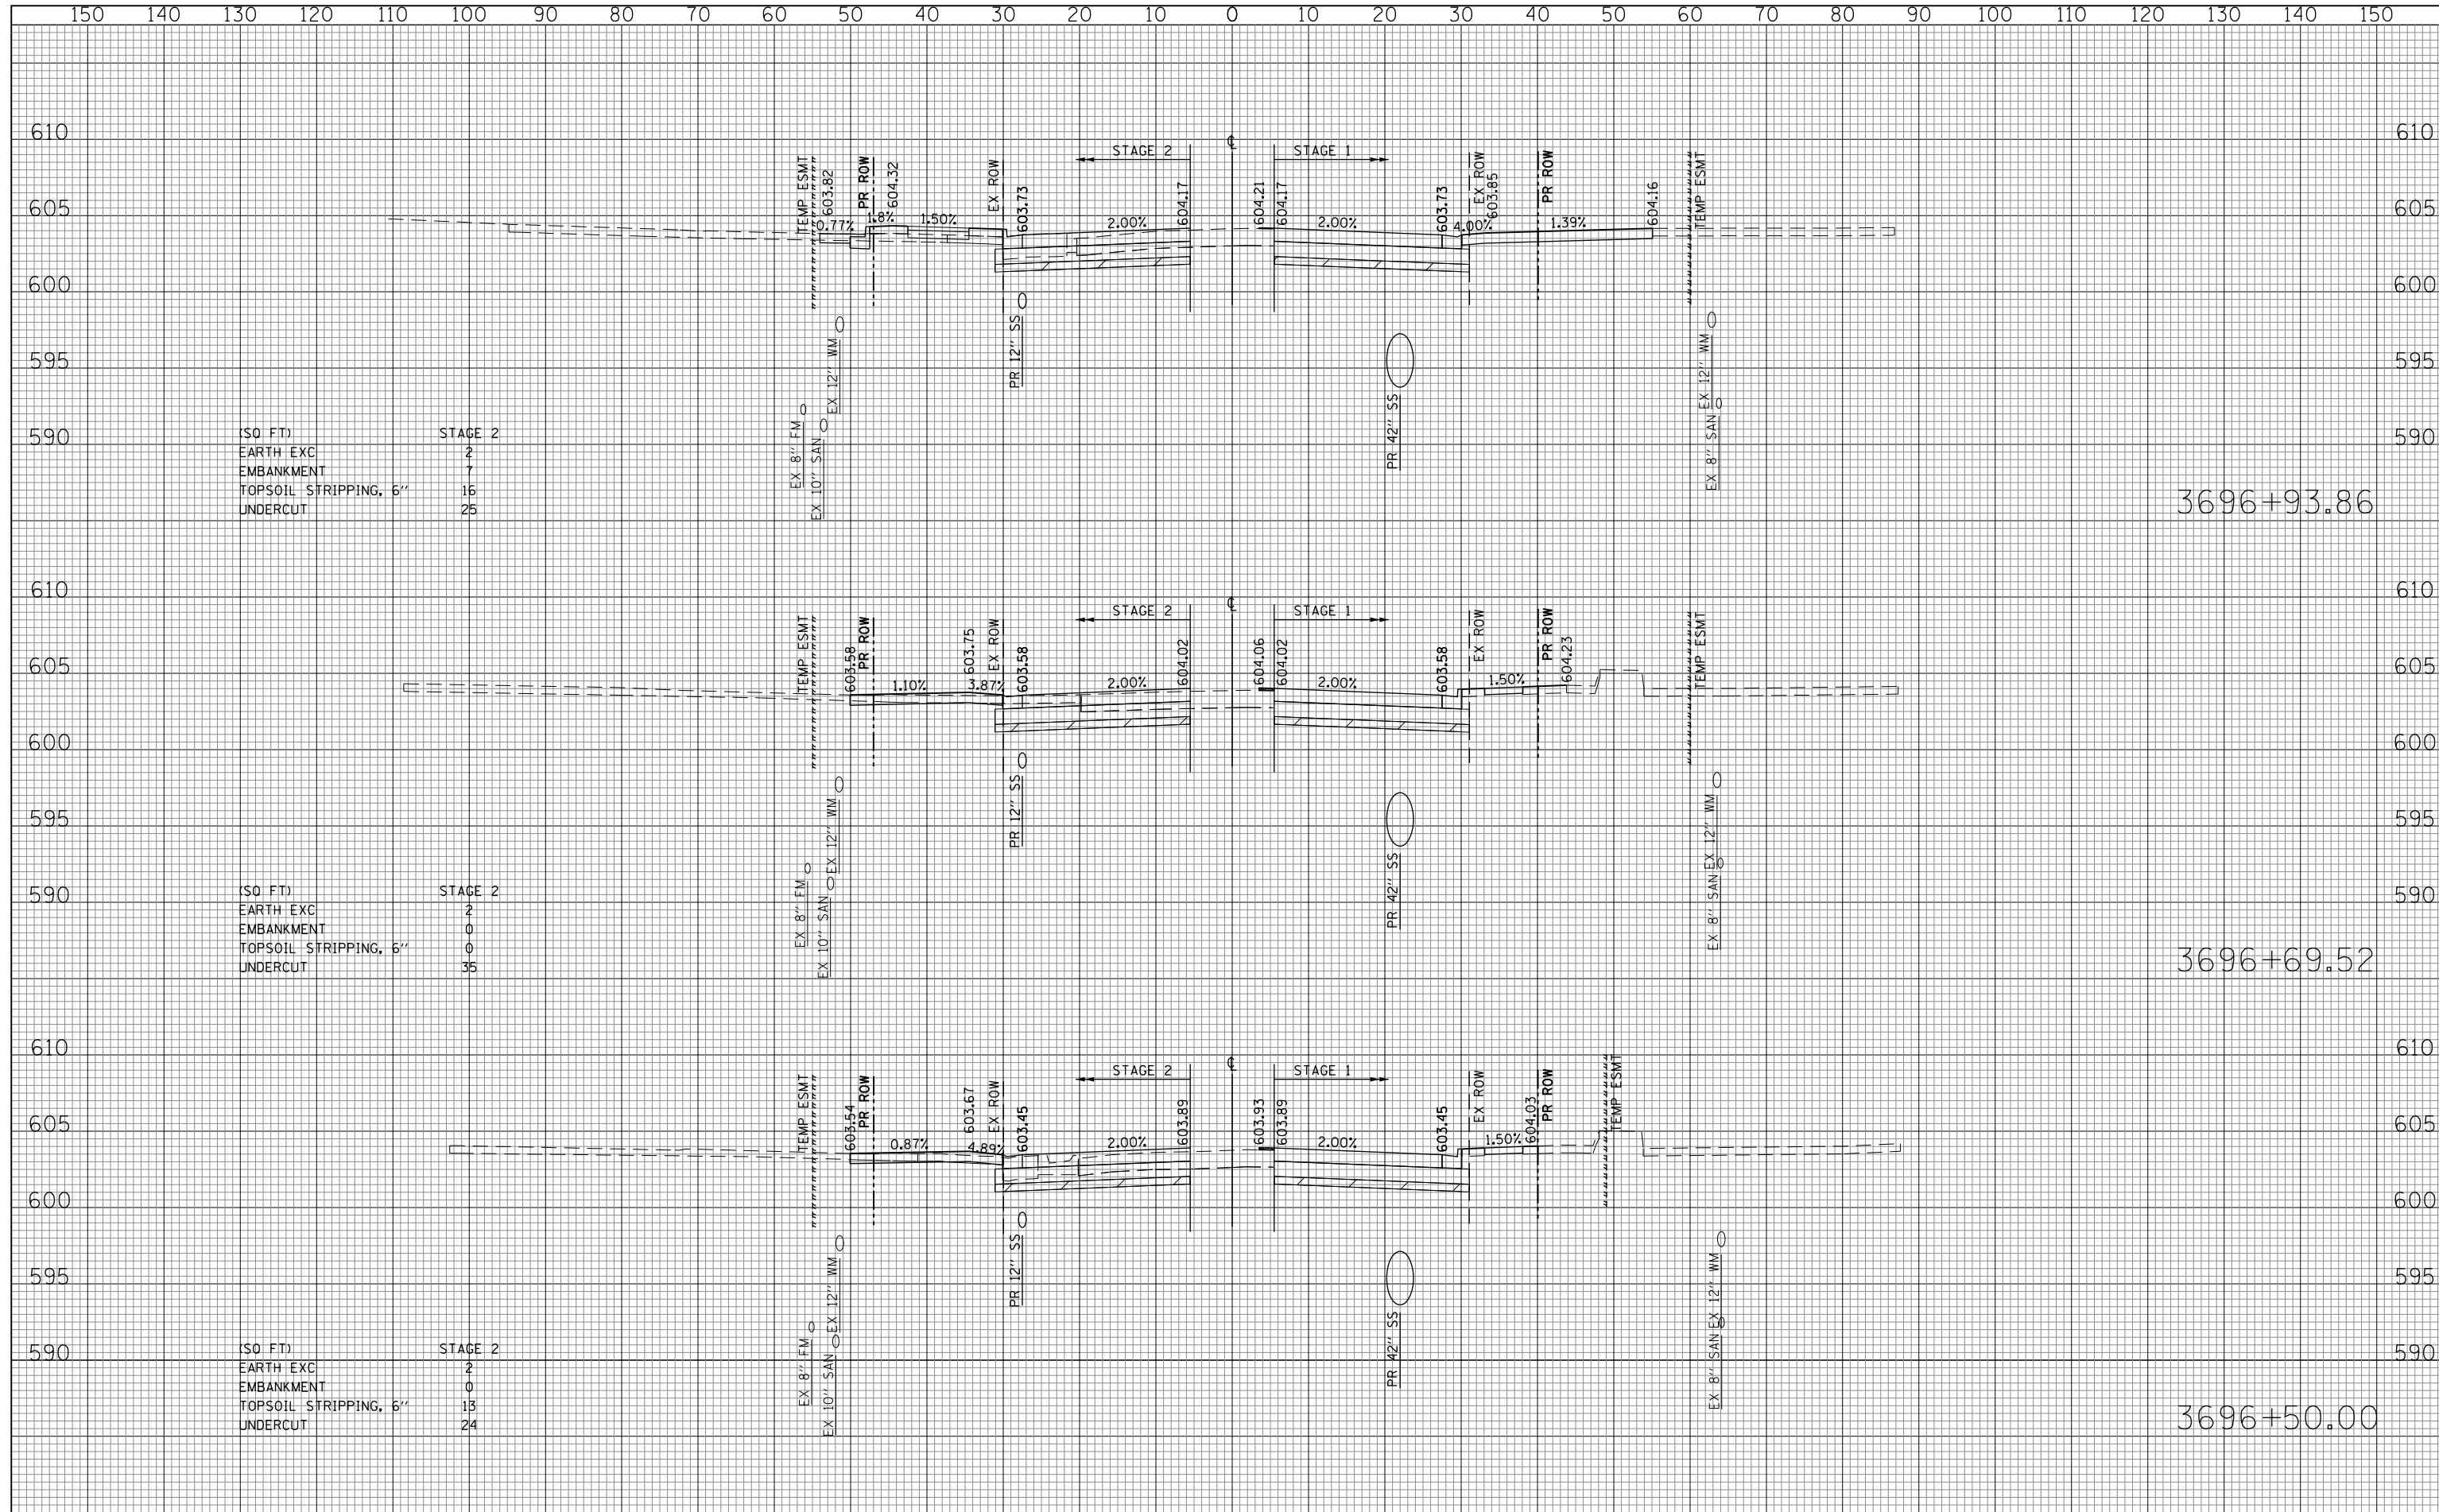 150 140 130 120 110 100 90 80 70 60 50 40 30 20 10 0 10 20 30 40 50 60 70 80 90 100 110 120 130 140 150
610 610
605 605
600 600
595 595
590 590
TEMP ESMT
603.82
PR ROW
604.32
EX ROW
603.73
STAGE 2
604.17
℄
604.21
604.17
STAGE 1
603.73
EX ROW
603.85
PR ROW
604.16
TEMP ESMT
0.77%
1.8%
1.50%
2.00%
2.00%
4.00%
1.39%
EX 8'' FM
EX 10'' SAN
EX 12'' WM
PR 12'' SS
PR 42'' SS
EX 12'' WM
EX 8'' SAN
(SQ FT) STAGE 2
EARTH EXC 2
EMBANKMENT 7
TOPSOIL STRIPPING, 6'' 16
UNDERCUT 25
3696+93.86
610 610
605 605
600 600
595 595
590 590
TEMP ESMT
603.58
PR ROW
603.75
EX ROW
603.58
STAGE 2
604.02
℄
604.06
604.02
STAGE 1
603.58
EX ROW
PR ROW
604.23
TEMP ESMT
1.10%
3.87%
2.00%
2.00%
1.50%
EX 8'' FM
EX 10'' SAN
EX 12'' WM
PR 12'' SS
PR 42'' SS
EX 12'' WM
EX 8'' SAN
(SQ FT) STAGE 2
EARTH EXC 2
EMBANKMENT 0
TOPSOIL STRIPPING, 6'' 0
UNDERCUT 35
3696+69.52
610 610
605 605
600 600
595 595
590 590
TEMP ESMT
603.54
PR ROW
603.67
EX ROW
603.45
STAGE 2
603.89
℄
603.93
603.89
STAGE 1
603.45
EX ROW
604.03
PR ROW
TEMP ESMT
0.87%
4.89%
2.00%
2.00%
1.50%
EX 8'' FM
EX 10'' SAN
EX 12'' WM
PR 12'' SS
PR 42'' SS
EX 12'' WM
EX 8'' SAN
(SQ FT) STAGE 2
EARTH EXC 2
EMBANKMENT 0
TOPSOIL STRIPPING, 6'' 13
UNDERCUT 24
3696+50.00